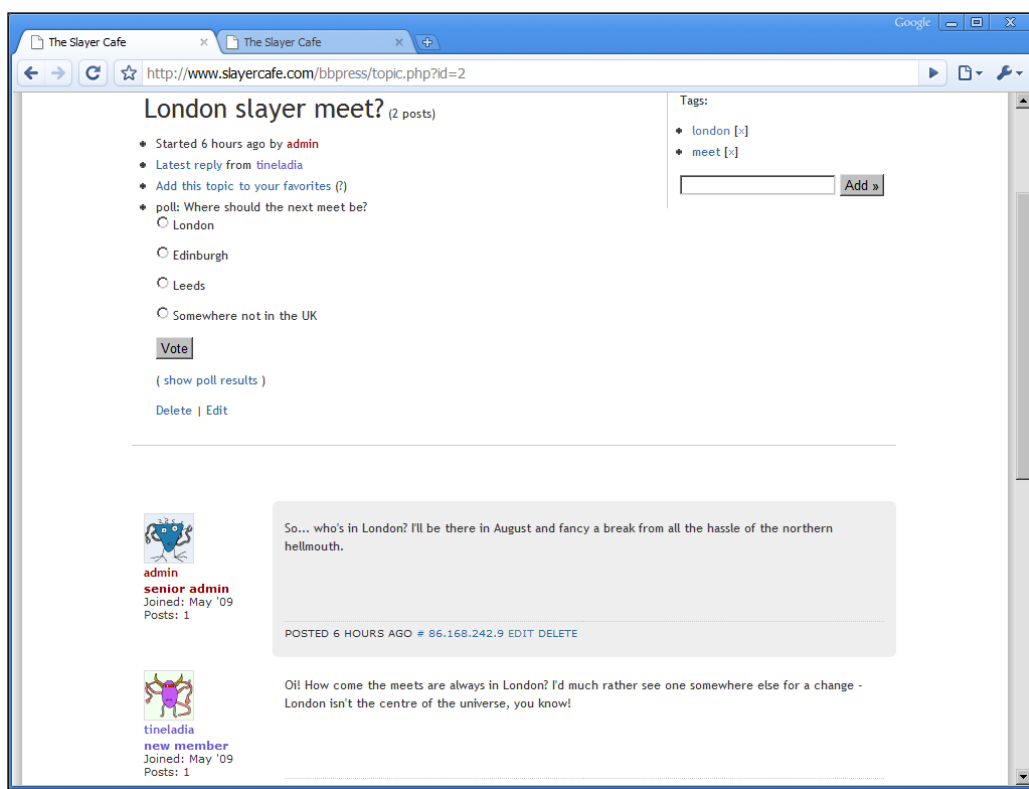 Google
The Slayer Cafe
The Slayer Cafe
http://www.slayercafe.com/bbpress/topic.php?id=2
London slayer meet? (2 posts)
Started 6 hours ago by admin
Latest reply from tineladia
Add this topic to your favorites (?)
poll: Where should the next meet be?
London
Edinburgh
Leeds
Somewhere not in the UK
Vote
( show poll results )
Delete | Edit
Tags:
london [x]
meet [x]
Add »
admin
senior admin
Joined: May '09
Posts: 1
So... who's in London? I'll be there in August and fancy a break from all the hassle of the northern
hellmouth.
POSTED 6 HOURS AGO # 86.168.242.9 EDIT DELETE
tineladia
new member
Joined: May '09
Posts: 1
Oi! How come the meets are always in London? I'd much rather see one somewhere else for a change -
London isn't the centre of the universe, you know!